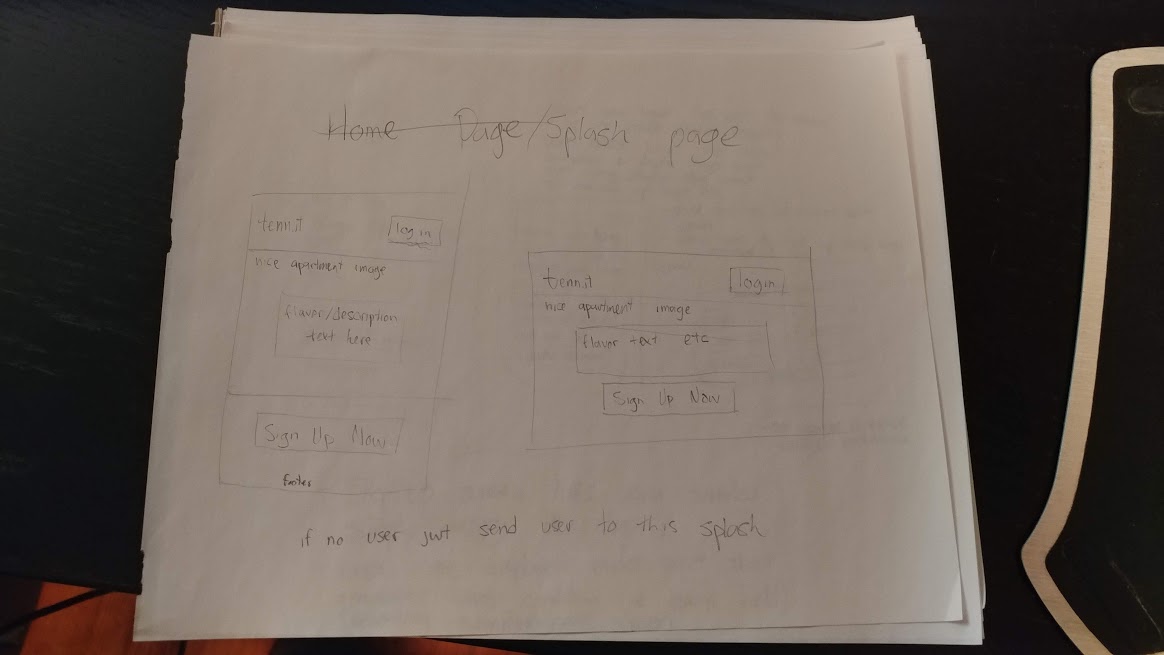 Home Page/Splash page
tennit
log in
nice apartment image
flavor/description
text here
Sign Up Now
footer
tennit
login
nice apartment image
flavor text etc
Sign Up Now
if no user just send user to this splash